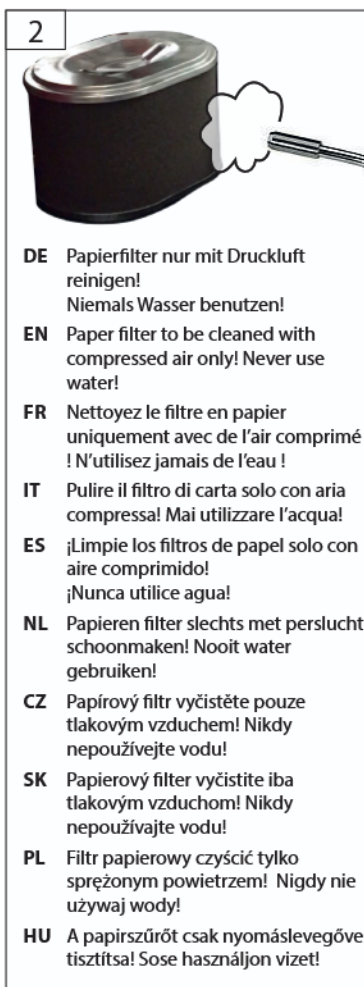 2
DE Papierfilter nur mit Druckluft
reinigen!
Niemals Wasser benutzen!
EN Paper filter to be cleaned with
compressed air only! Never use
water!
FR Nettoyez le filtre en papier
uniquement avec de l'air comprimé
! N'utilisez jamais de l'eau !
IT Pulire il filtro di carta solo con aria
compressa! Mai utilizzare l'acqua!
ES ¡Limpie los filtros de papel solo con
aire comprimido!
¡Nunca utilice agua!
NL Papieren filter slechts met perslucht
schoonmaken! Nooit water
gebruiken!
CZ Papírový filtr vyčistěte pouze
tlakovým vzduchem! Nikdy
nepoužívejte vodu!
SK Papierový filter vyčistite iba
tlakovým vzduchom! Nikdy
nepoužívajte vodu!
PL Filtr papierowy czyścić tylko
sprężonym powietrzem! Nigdy nie
używaj wody!
HU A papirszűrőt csak nyomáslevegőve
tisztítsa! Sose használjon vizet!